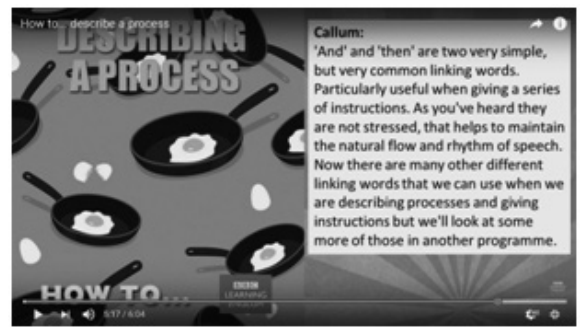 How to... describe a process
DESCRIBING
A PROCESS
Callum:
'And' and 'then' are two very simple,
but very common linking words.
Particularly useful when giving a series
of instructions. As you've heard they
are not stressed, that helps to maintain
the natural flow and rhythm of speech.
Now there are many other different
linking words that we can use when we
are describing processes and giving
instructions but we'll look at some
more of those in another programme.
HOW TO...
BBC
LEARNING
5:17 / 6:04